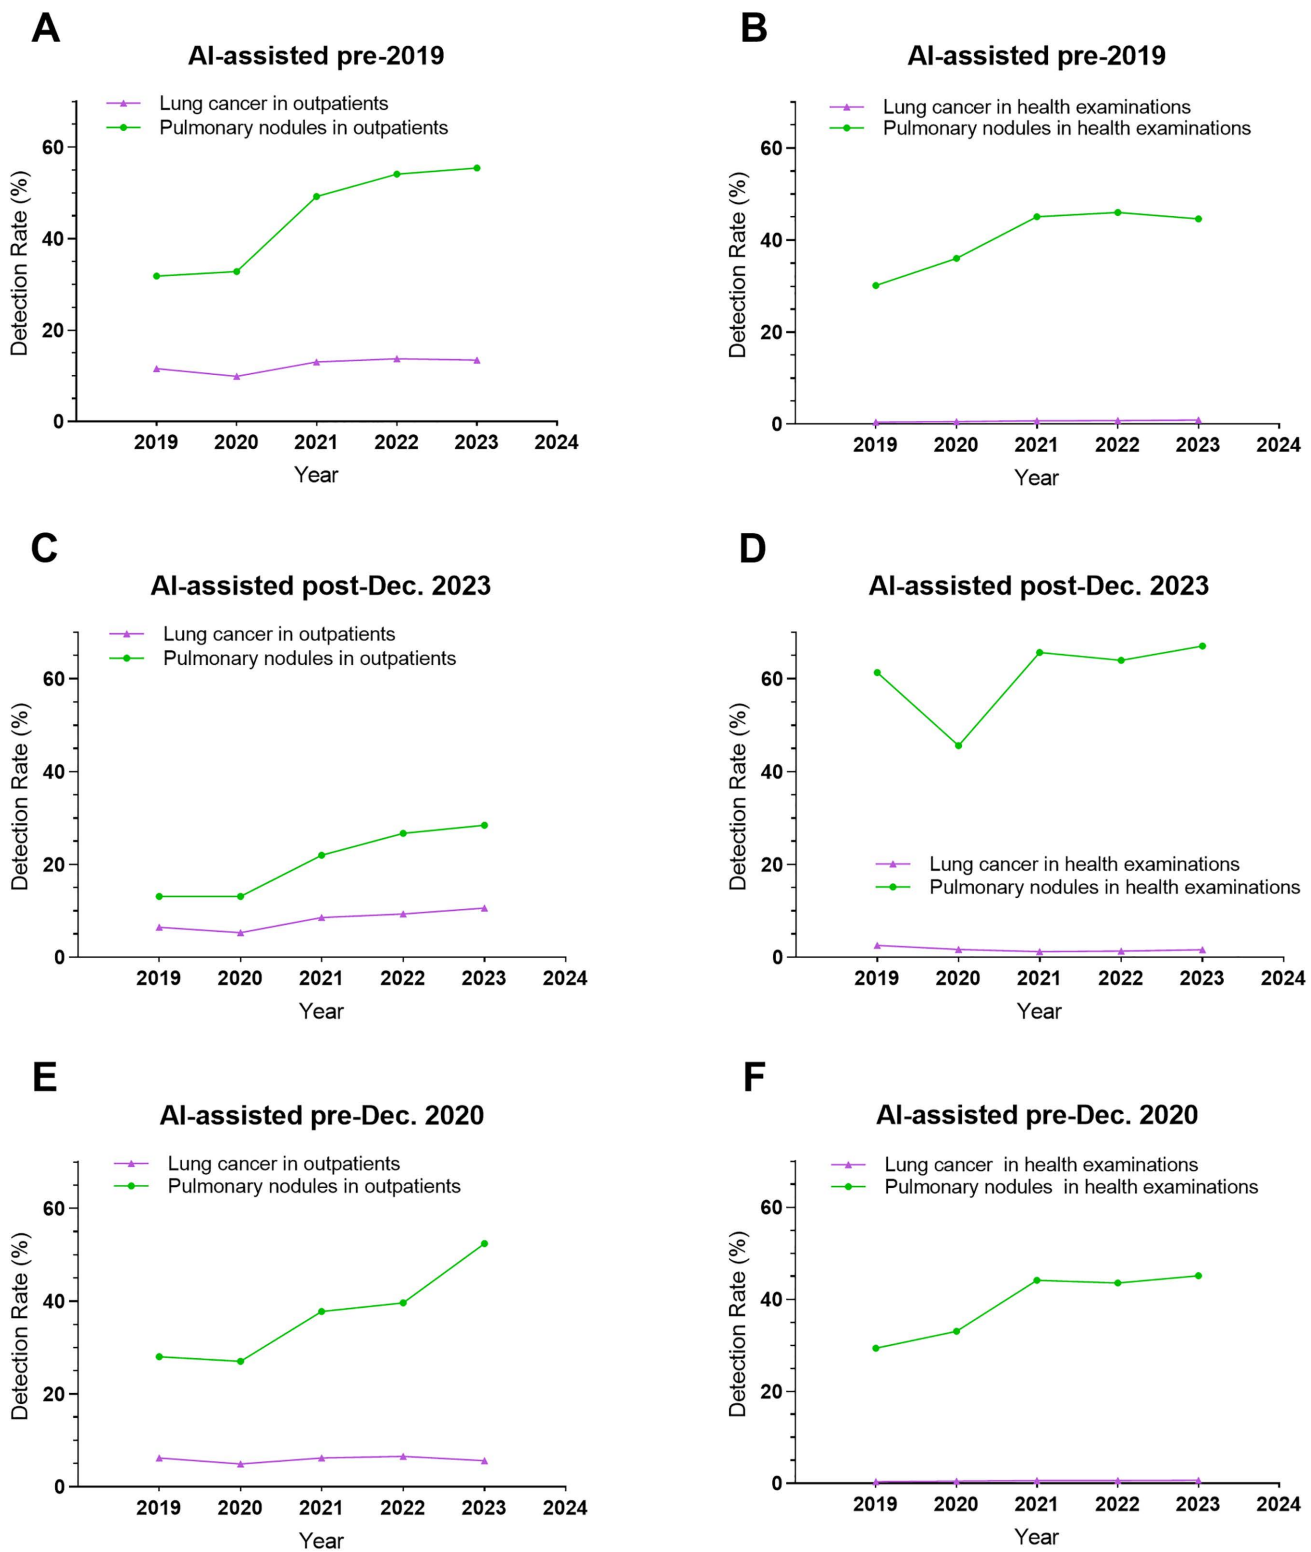 A
AI-assisted pre-2019
Lung cancer in outpatients
Pulmonary nodules in outpatients
Detection Rate (%)
60
40
20
0
2019 2020 2021 2022 2023 2024
Year
B
AI-assisted pre-2019
Lung cancer in health examinations
Pulmonary nodules in health examinations
Detection Rate (%)
60
40
20
0
2019 2020 2021 2022 2023 2024
Year
C
AI-assisted post-Dec. 2023
Lung cancer in outpatients
Pulmonary nodules in outpatients
Detection Rate (%)
60
40
20
0
2019 2020 2021 2022 2023 2024
Year
D
AI-assisted post-Dec. 2023
Detection Rate (%)
60
40
20
0
Lung cancer in health examinations
Pulmonary nodules in health examinations
2019 2020 2021 2022 2023 2024
Year
E
AI-assisted pre-Dec. 2020
Lung cancer in outpatients
Pulmonary nodules in outpatients
Detection Rate (%)
60
40
20
0
2019 2020 2021 2022 2023 2024
Year
F
AI-assisted pre-Dec. 2020
Lung cancer  in health examinations
Pulmonary nodules  in health examinations
Detection Rate (%)
60
40
20
0
2019 2020 2021 2022 2023 2024
Year